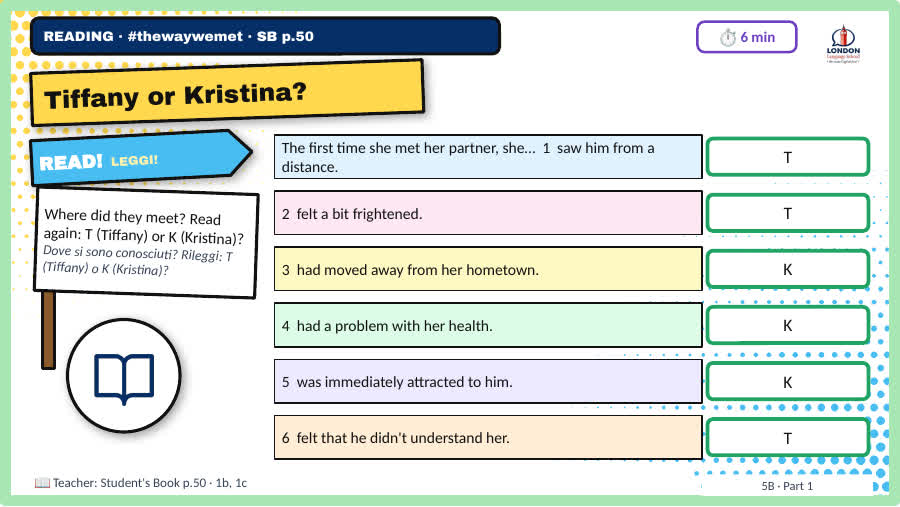 READING · #thewaywemet · SB p.50
⏱️ 6 min
LONDON
Language School
Tiffany or Kristina?
READ! LEGGI!
Where did they meet? Read
again: T (Tiffany) or K (Kristina)?
Dove si sono conosciuti? Rileggi: T
(Tiffany) o K (Kristina)?
The first time she met her partner, she... 1 saw him from a
distance.
T
2 felt a bit frightened.
T
3 had moved away from her hometown.
K
4 had a problem with her health.
K
5 was immediately attracted to him.
K
6 felt that he didn't understand her.
T
📖 Teacher: Student's Book p.50 · 1b, 1c
5B · Part 1